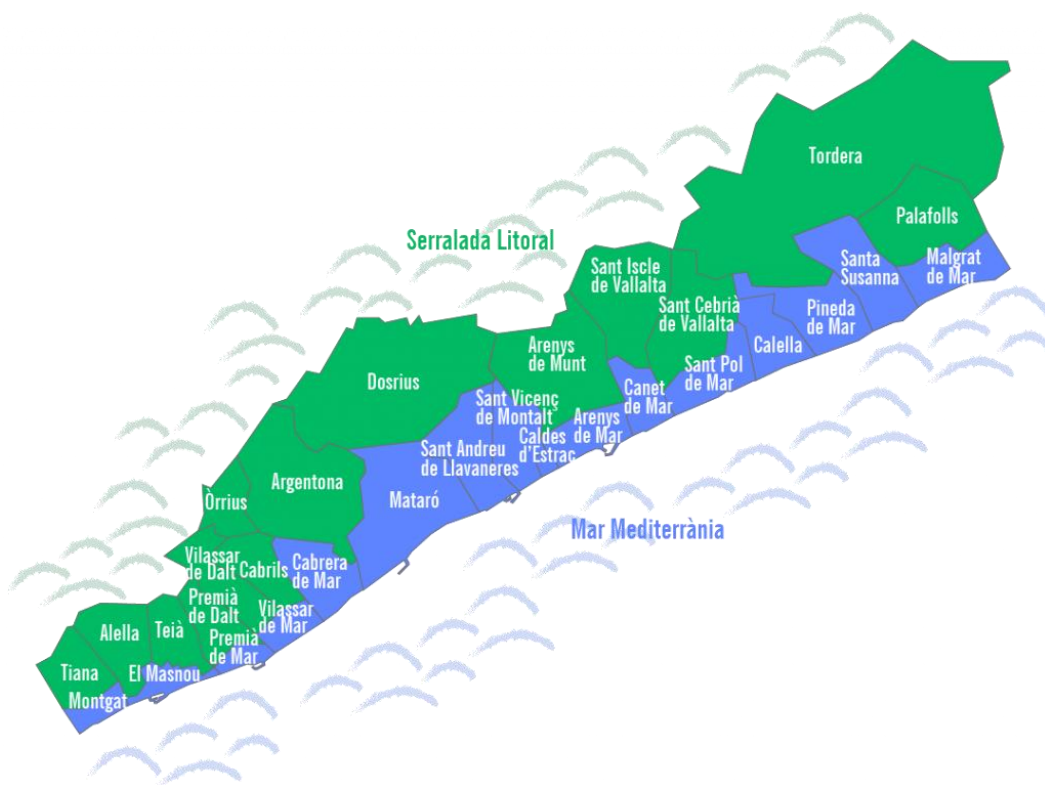 Tordera
Palafolls
Serralada Litoral
Santa
Susanna
Malgrat
de Mar
Sant Iscle
de Vallalta
Sant Cebrià
de Vallalta
Pineda
de Mar
Calella
Arenys
de Munt
Sant Pol
de Mar
Dosrius
Canet
de Mar
Sant Vicenç
de Montalt
Arenys
de Mar
Caldes
d'Estrac
Sant Andreu
de Llavaneres
Argentona
Mataró
Òrrius
Mar Mediterrània
Vilassar
de Dalt
Cabrils
Cabrera
de Mar
Premià
de Dalt
Vilassar
de Mar
Alella
Teià
Premià
de Mar
Tiana
El Masnou
Montgat